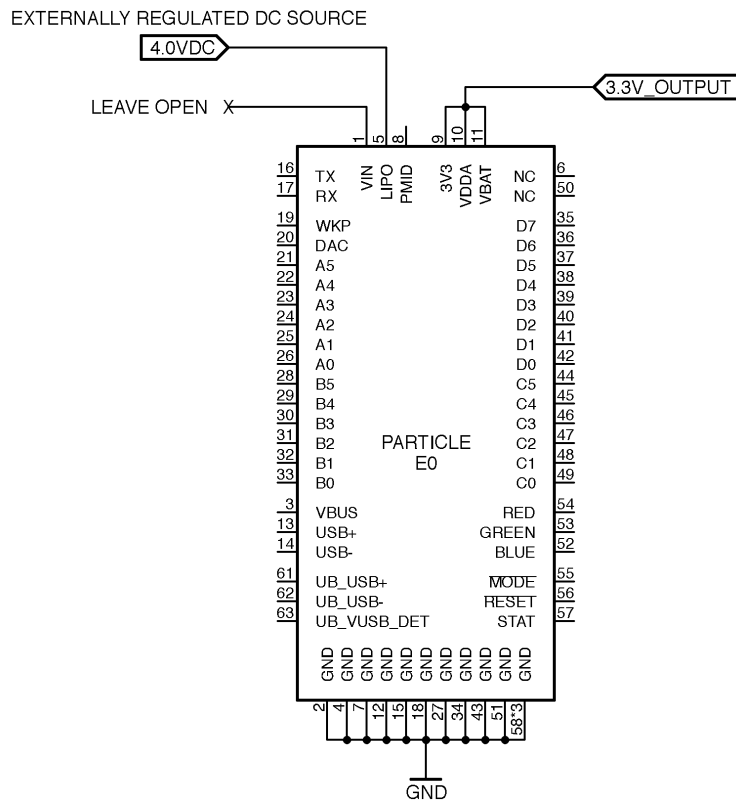 EXTERNALLY REGULATED DC SOURCE
4.0VDC
LEAVE OPEN X
3.3V_OUTPUT
1 5 8 9 10 11
VIN LIPO PMID 3V3 VDDA VBAT
16 TX NC 6
17 RX NC 50
19 WKP D7 35
20 DAC D6 36
21 A5 D5 37
22 A4 D4 38
23 A3 D3 39
24 A2 D2 40
25 A1 D1 41
26 A0 D0 42
28 B5 C5 44
29 B4 C4 45
30 B3 C3 46
31 B2 C2 47
32 B1 C1 48
33 B0 C0 49
PARTICLE
E0
3 VBUS RED 54
13 USB+ GREEN 53
14 USB- BLUE 52
61 UB_USB+ MODE 55
62 UB_USB- RESET 56
63 UB_VUSB_DET STAT 57
GND GND GND GND GND GND GND GND GND GND GND
2 4 7 12 15 18 27 34 43 51 58*3
GND